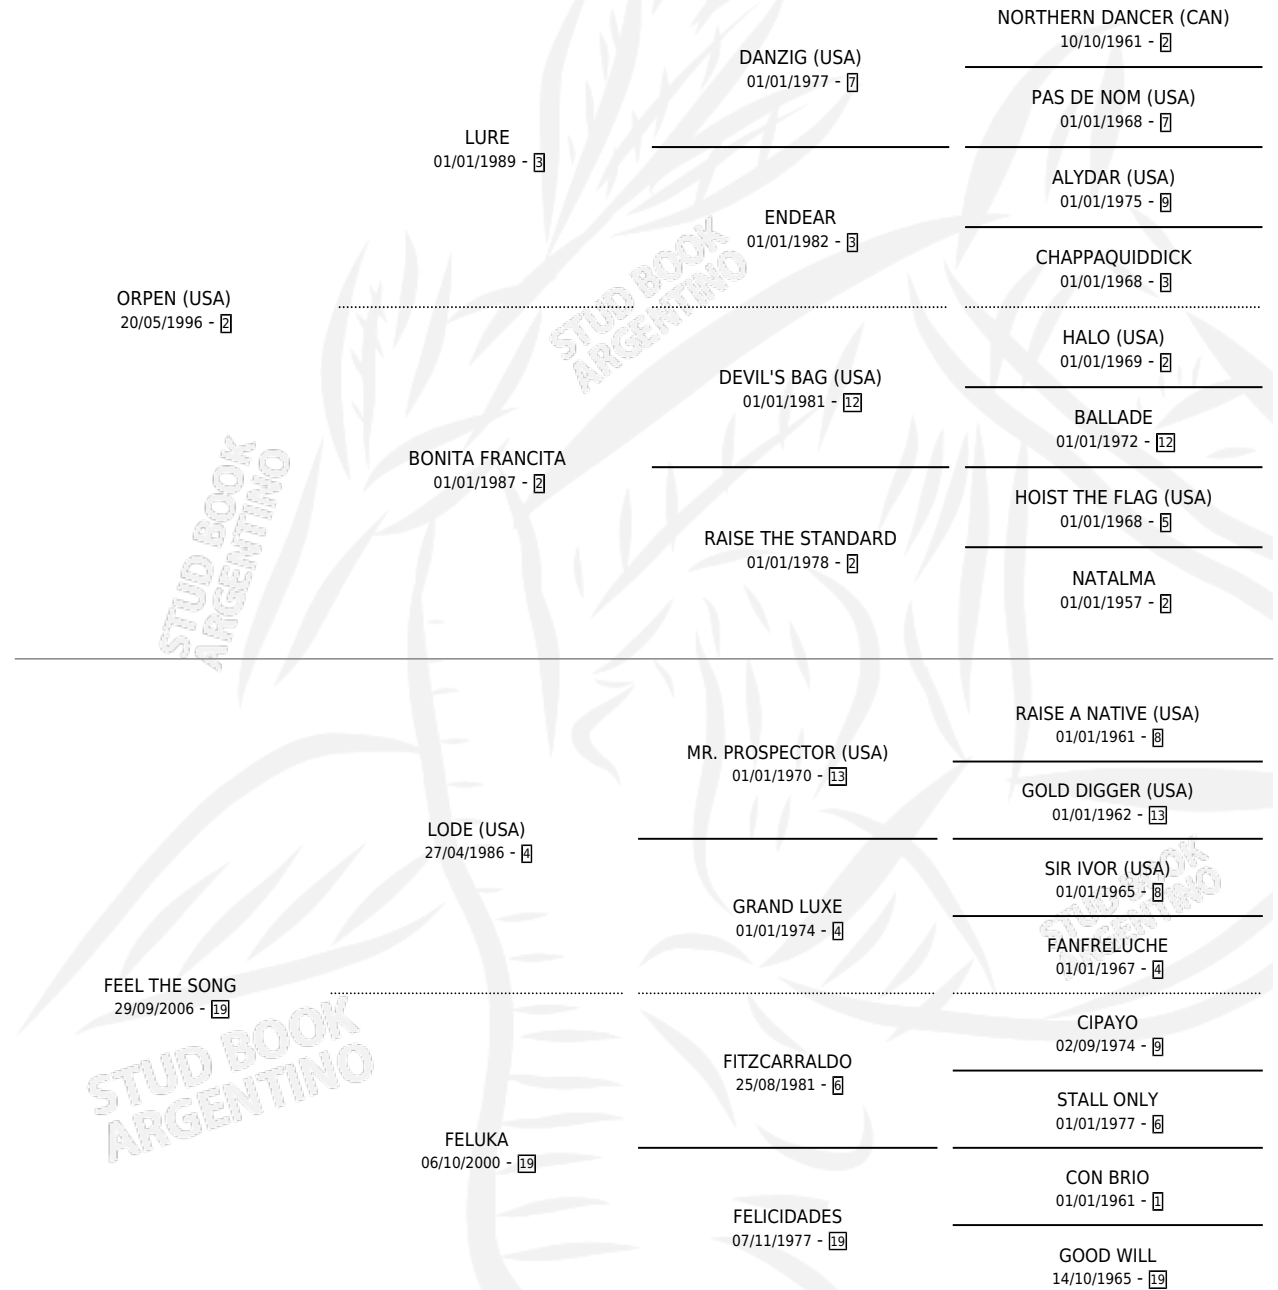 NORTHERN DANCER (CAN)
10/10/1961 - 2
DANZIG (USA)
01/01/1977 - 7
PAS DE NOM (USA)
01/01/1968 - 7
LURE
01/01/1989 - 3
ALYDAR (USA)
01/01/1975 - 9
ENDEAR
01/01/1982 - 3
CHAPPAQUIDDICK
01/01/1968 - 3
ORPEN (USA)
20/05/1996 - 2
HALO (USA)
01/01/1969 - 2
DEVIL'S BAG (USA)
01/01/1981 - 12
BALLADE
01/01/1972 - 12
BONITA FRANCITA
01/01/1987 - 2
HOIST THE FLAG (USA)
01/01/1968 - 5
RAISE THE STANDARD
01/01/1978 - 2
NATALMA
01/01/1957 - 2
RAISE A NATIVE (USA)
01/01/1961 - 8
MR. PROSPECTOR (USA)
01/01/1970 - 13
GOLD DIGGER (USA)
01/01/1962 - 13
LODE (USA)
27/04/1986 - 4
SIR IVOR (USA)
01/01/1965 - 8
GRAND LUXE
01/01/1974 - 4
FANFRELUCHE
01/01/1967 - 4
FEEL THE SONG
29/09/2006 - 19
CIPAYO
02/09/1974 - 9
FITZCARRALDO
25/08/1981 - 6
STALL ONLY
01/01/1977 - 6
FELUKA
06/10/2000 - 19
CON BRIO
01/01/1961 - 1
FELICIDADES
07/11/1977 - 19
GOOD WILL
14/10/1965 - 19
STUD BOOK
ARGENTINO
STUD BOOK
ARGENTINO
STUD BOOK
ARGENTINO
STUD BOOK
ARGENTINO